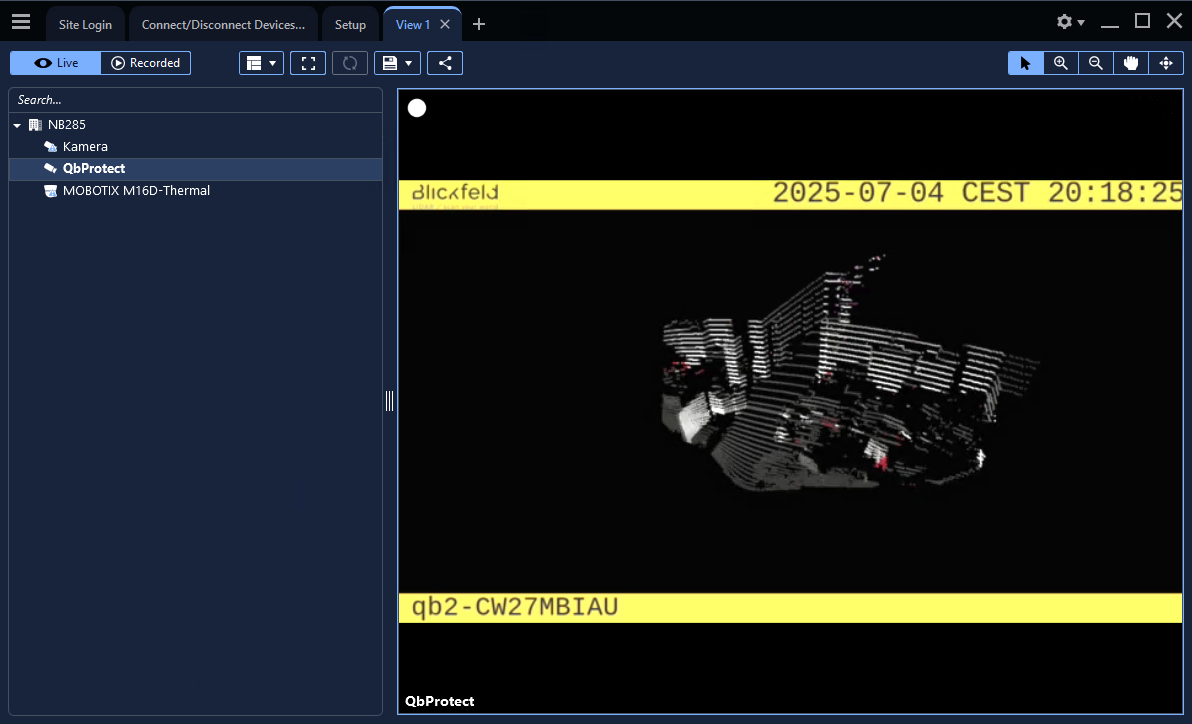 Site Login
Connect/Disconnect Devices...
Setup
View 1
Live
Recorded
Search...
NB285
Kamera
QbProtect
MOBOTIX M16D-Thermal
Blickfeld
2025-07-04 CEST 20:18:25
qb2-CW27MBIAU
QbProtect